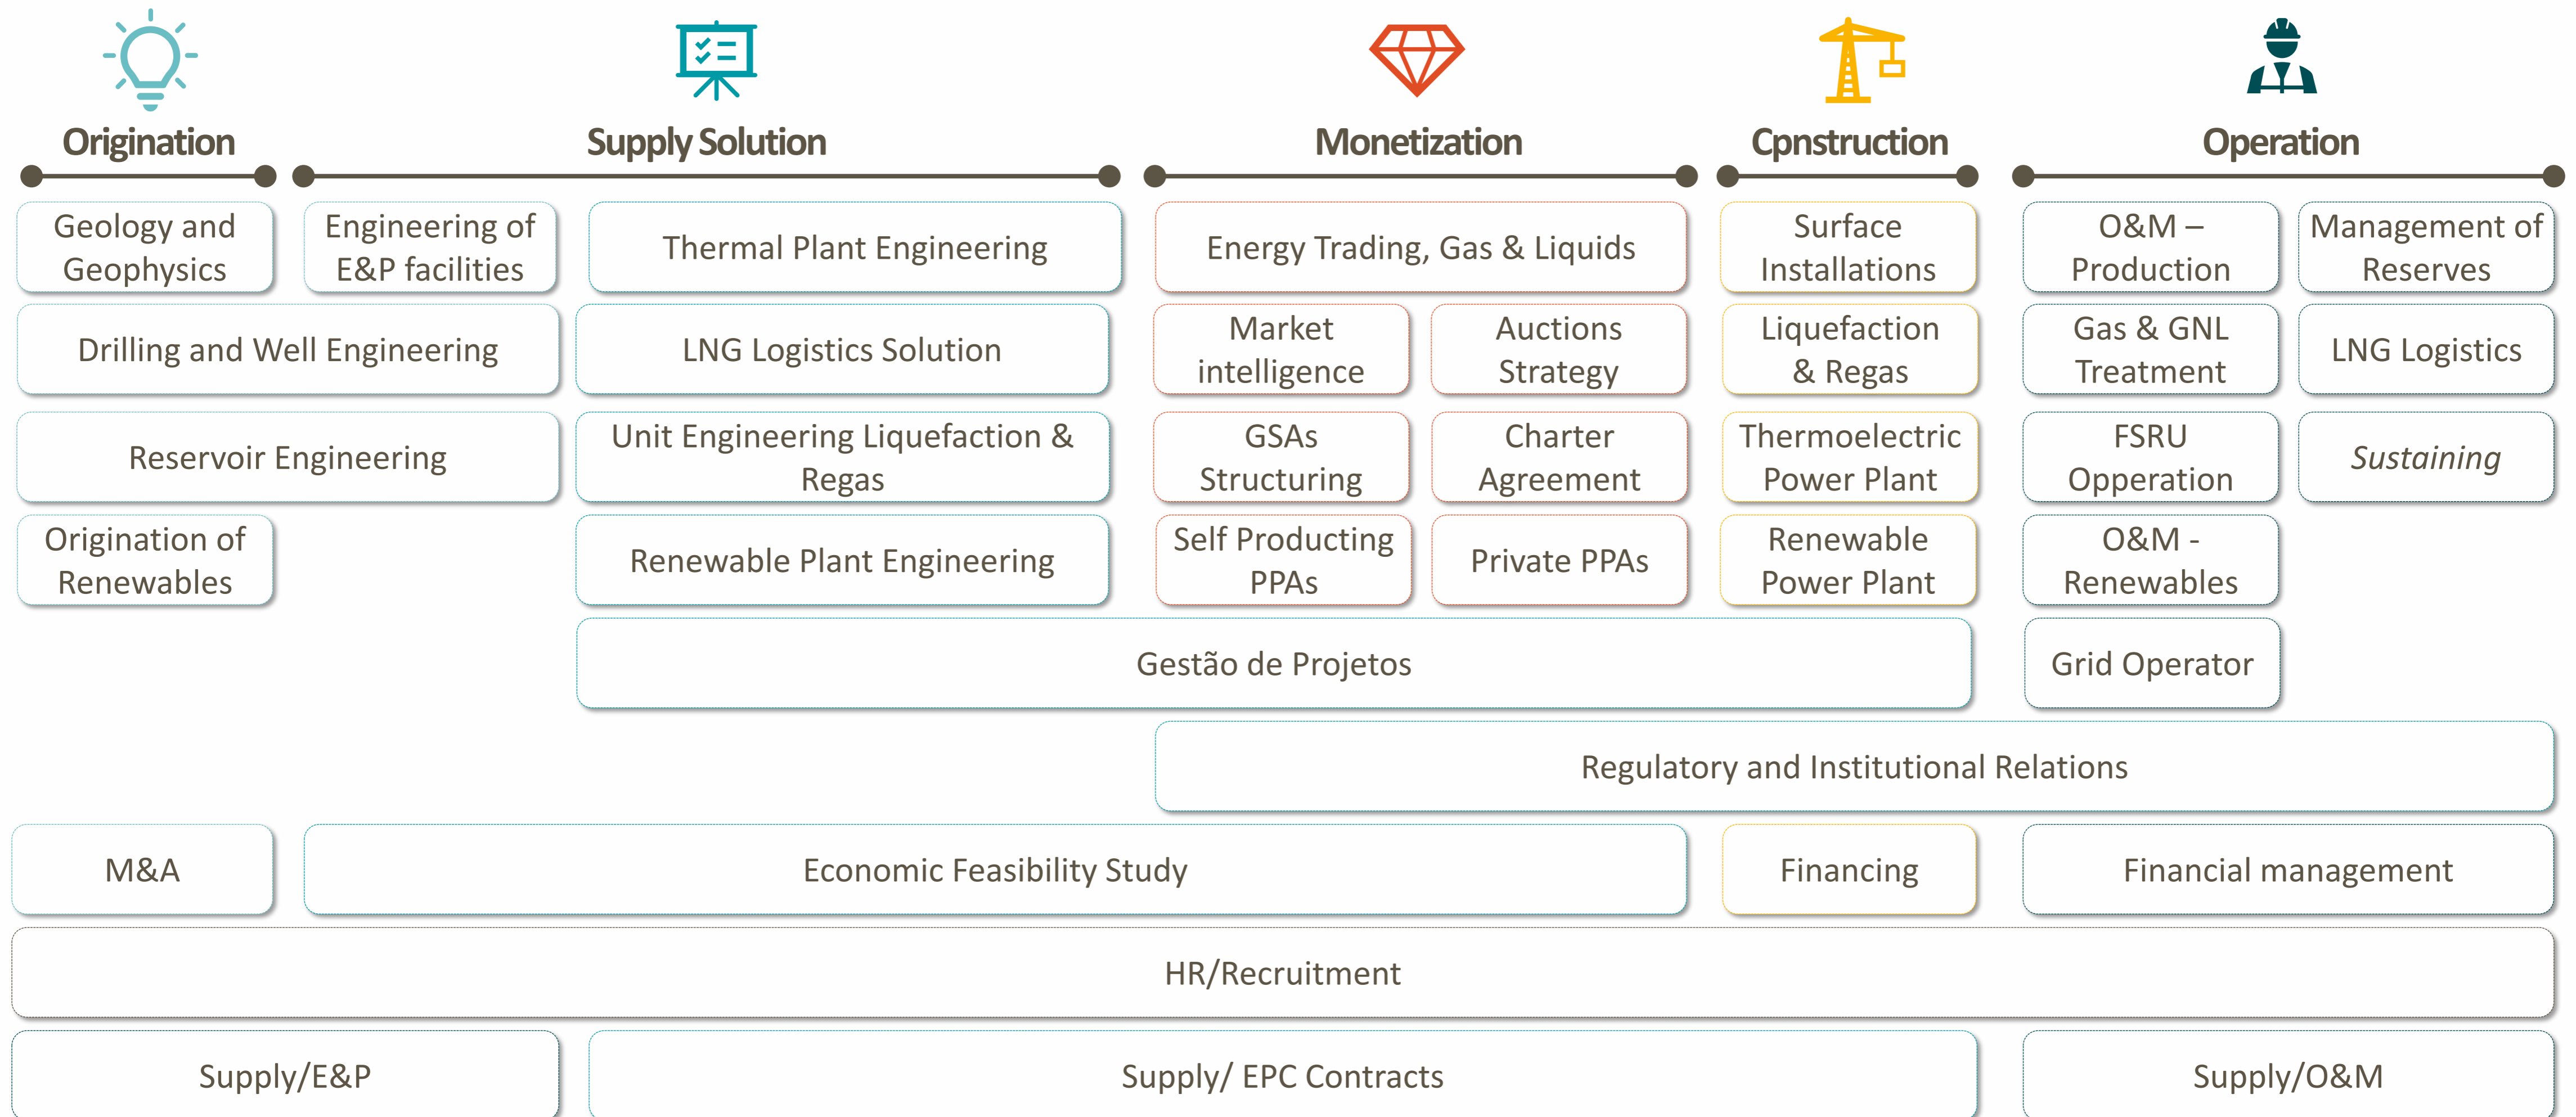 Origination
Supply Solution
Monetization
Cpnstruction
Operation
Geology and
Geophysics
Engineering of
E&P facilities
Thermal Plant Engineering
Energy Trading, Gas & Liquids
Surface
Installations
O&M –
Production
Management of
Reserves
Drilling and Well Engineering
LNG Logistics Solution
Market
intelligence
Auctions
Strategy
Liquefaction
& Regas
Gas & GNL
Treatment
LNG Logistics
Reservoir Engineering
Unit Engineering Liquefaction &
Regas
GSAs
Structuring
Charter
Agreement
Thermoelectric
Power Plant
FSRU
Opperation
Sustaining
Origination of
Renewables
Renewable Plant Engineering
Self Producting
PPAs
Private PPAs
Renewable
Power Plant
O&M -
Renewables
Gestão de Projetos
Grid Operator
Regulatory and Institutional Relations
M&A
Economic Feasibility Study
Financing
Financial management
HR/Recruitment
Supply/E&P
Supply/ EPC Contracts
Supply/O&M